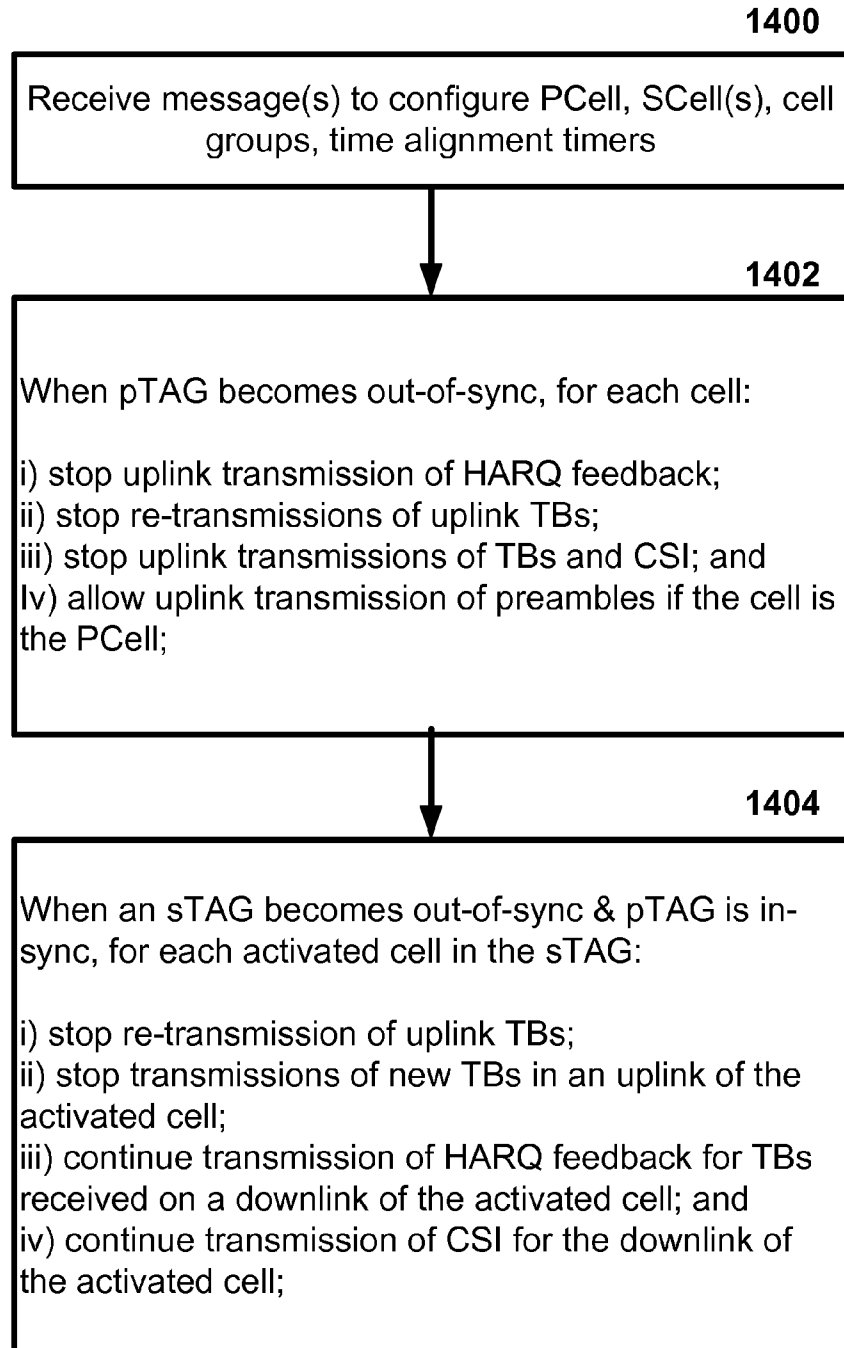 1400
Receive message(s) to configure PCell, SCell(s), cell
groups, time alignment timers
1402
When pTAG becomes out-of-sync, for each cell:
i) stop uplink transmission of HARQ feedback;
ii) stop re-transmissions of uplink TBs;
iii) stop uplink transmissions of TBs and CSI; and
Iv) allow uplink transmission of preambles if the cell is
the PCell;
1404
When an sTAG becomes out-of-sync & pTAG is in-
sync, for each activated cell in the sTAG:
i) stop re-transmission of uplink TBs;
ii) stop transmissions of new TBs in an uplink of the
activated cell;
iii) continue transmission of HARQ feedback for TBs
received on a downlink of the activated cell; and
iv) continue transmission of CSI for the downlink of
the activated cell;